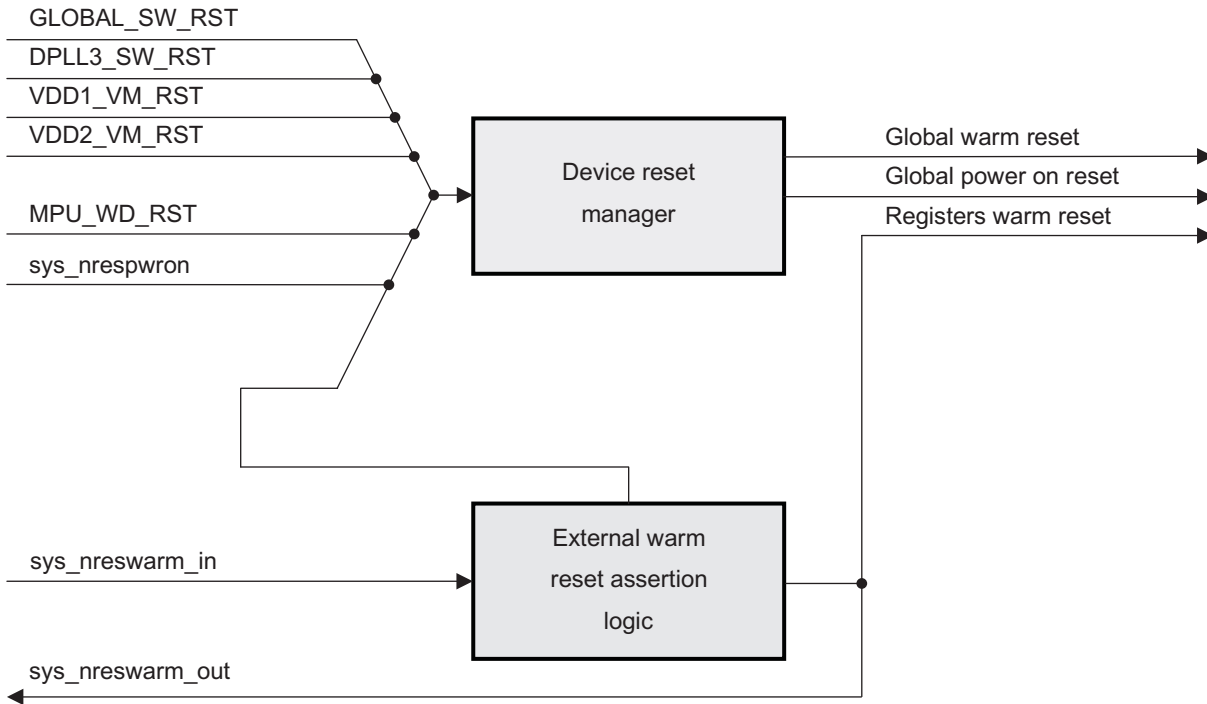 GLOBAL_SW_RST
DPLL3_SW_RST
VDD1_VM_RST
VDD2_VM_RST
MPU_WD_RST
sys_nrespwron
Device reset
manager
Global warm reset
Global power on reset
Registers warm reset
External warm
reset assertion
logic
sys_nreswarm_in
sys_nreswarm_out